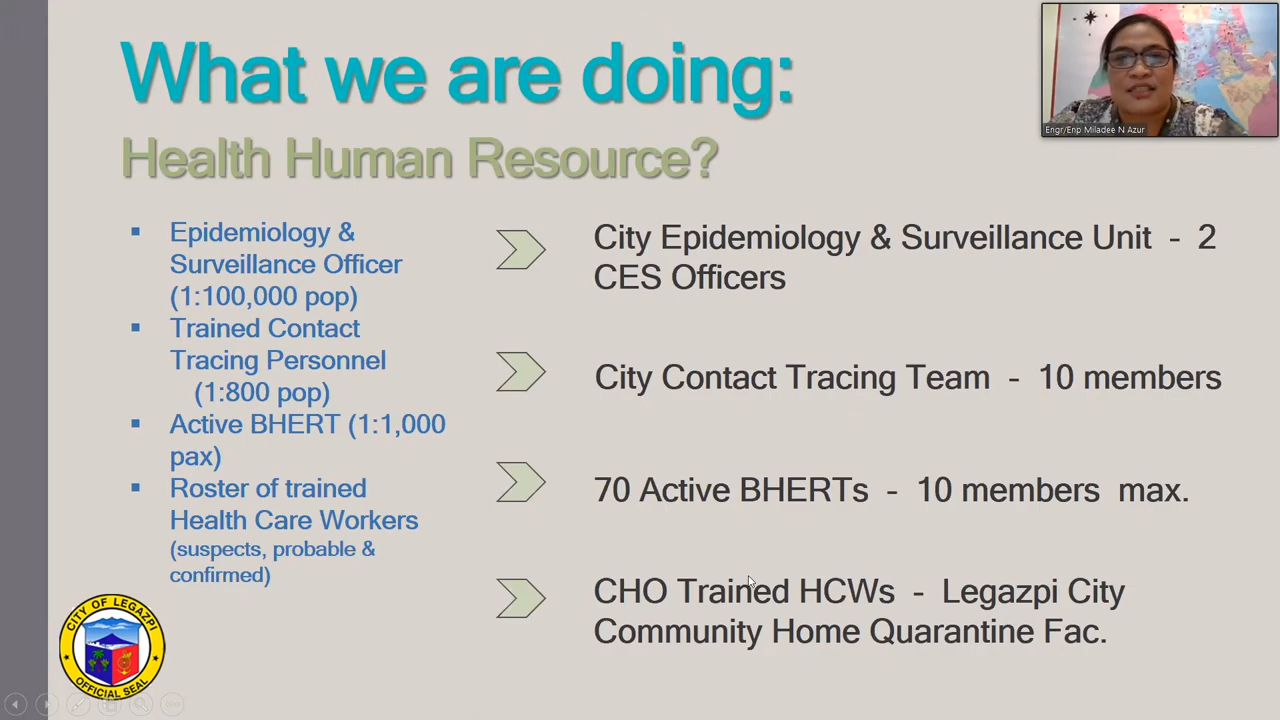 What we are doing:
Health Human Resource?
Engr/Enp Miladee N Azur
▪ Epidemiology &
Surveillance Officer
(1:100,000 pop)
▪ Trained Contact
Tracing Personnel
(1:800 pop)
▪ Active BHERT (1:1,000
pax)
▪ Roster of trained
Health Care Workers
(suspects, probable &
confirmed)
City Epidemiology & Surveillance Unit - 2
CES Officers
City Contact Tracing Team - 10 members
70 Active BHERTs - 10 members max.
CHO Trained HCWs - Legazpi City
Community Home Quarantine Fac.
CITY OF LEGAZPI
OFFICIAL SEAL